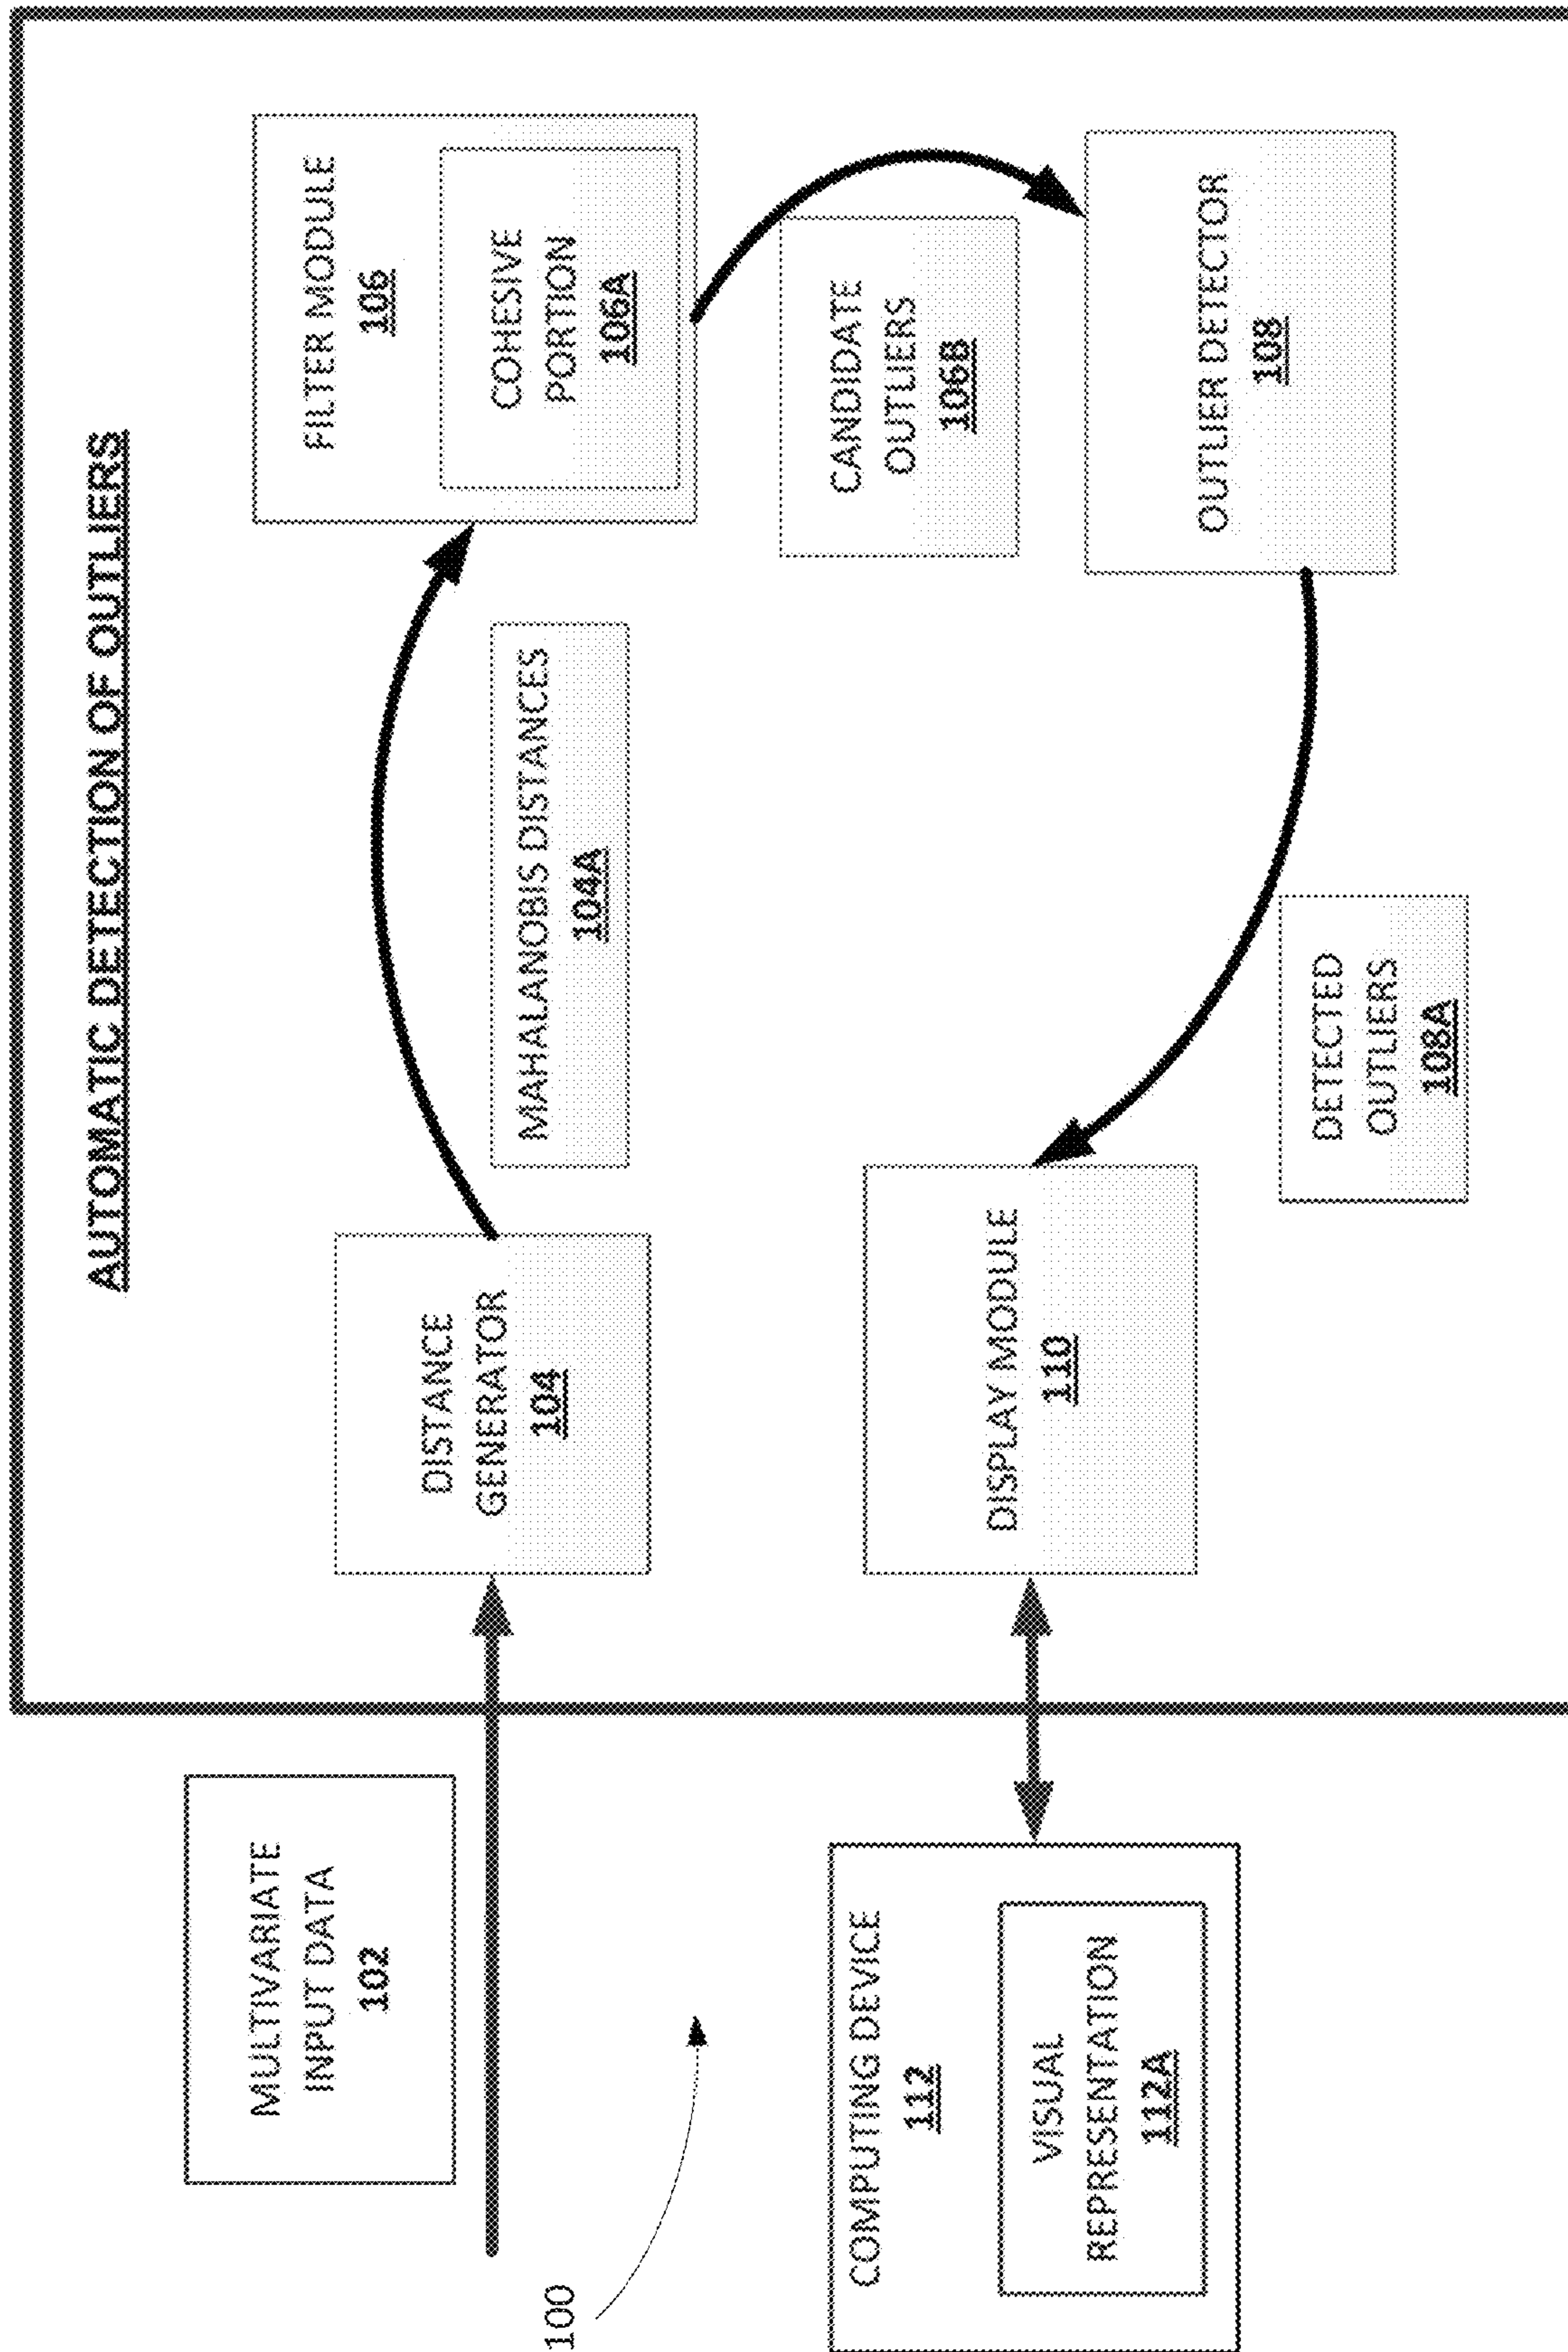 AUTOMATIC DETECTION OF OUTLIERS
MULTIVARIATE
INPUT DATA
102
DISTANCE
GENERATOR
104
MAHALANOBIS DISTANCES
104A
FILTER MODULE
106
COHESIVE
PORTION
106A
CANDIDATE
OUTLIERS
106B
OUTLIER DETECTOR
108
DETECTED
OUTLIERS
108A
DISPLAY MODULE
110
100
COMPUTING DEVICE
112
VISUAL
REPRESENTATION
112A